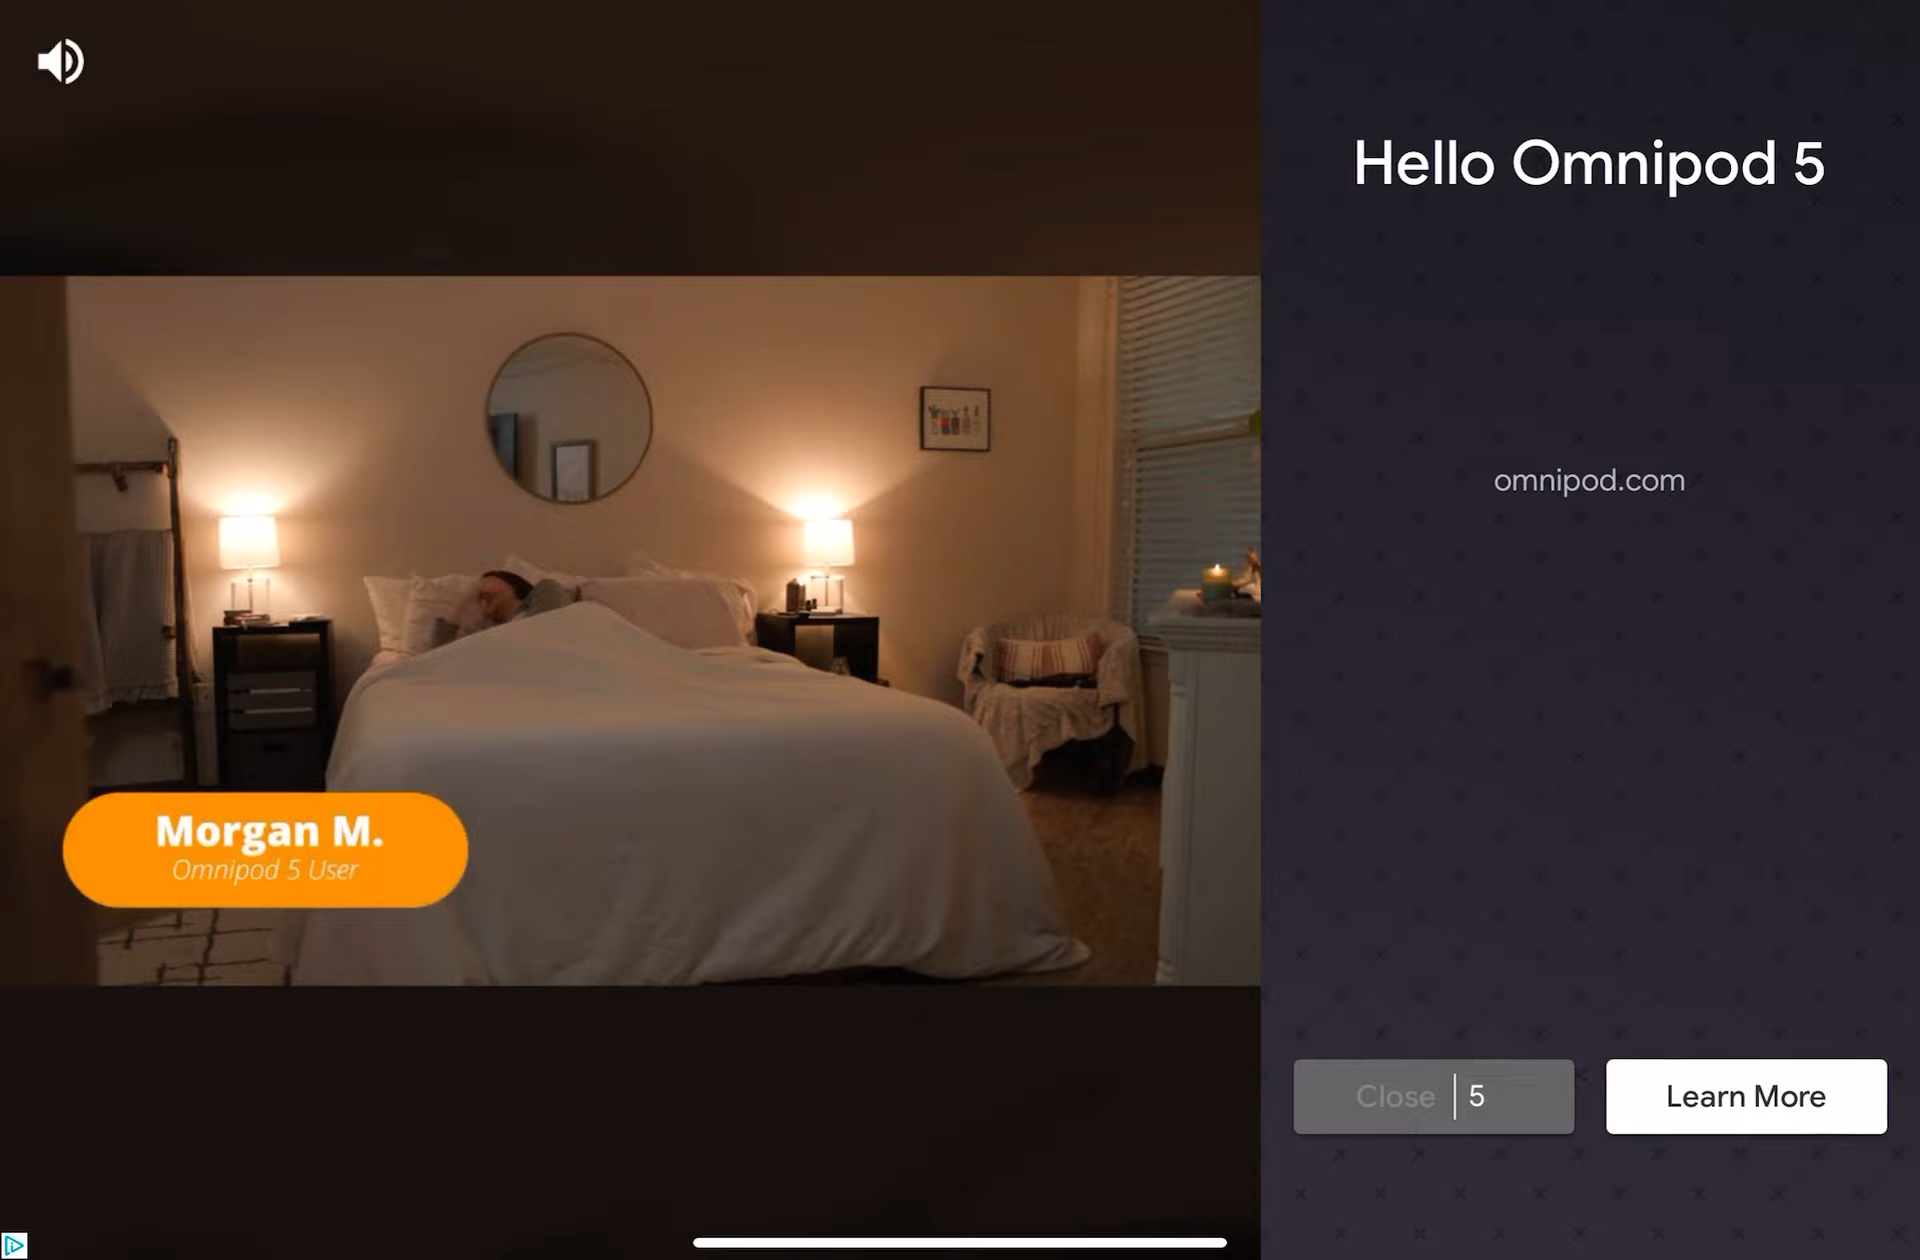 Hello Omnipod 5
omnipod.com
Morgan M.
Omnipod 5 User
Close 5
Learn More